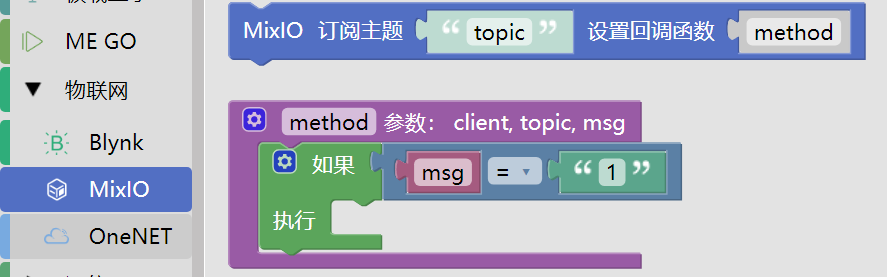 ME GO
物联网
Blynk
MixIO
OneNET
MixIO 订阅主题 “ topic ” 设置回调函数 method
method 参数: client, topic, msg
如果 msg = “ 1 ”
执行